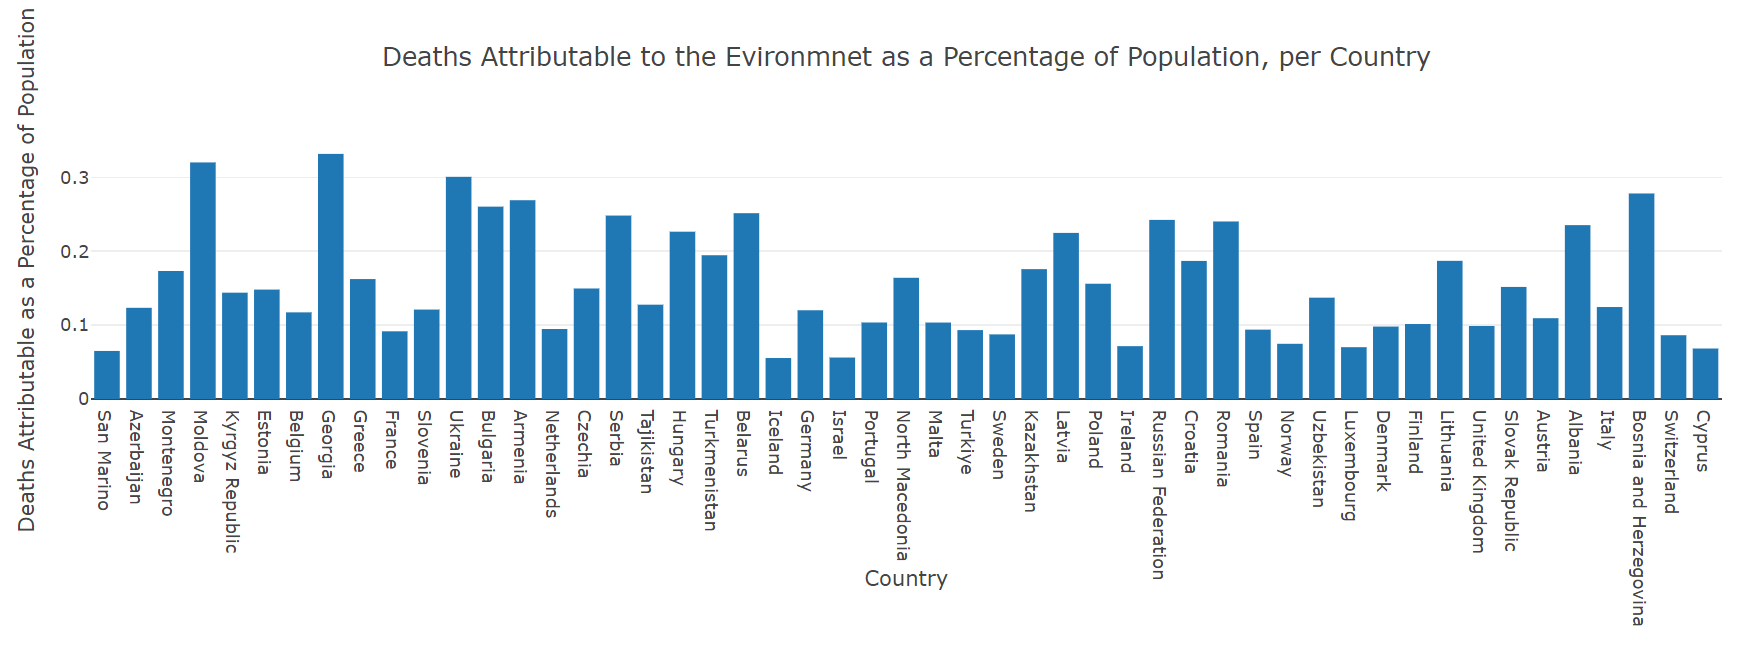 Deaths Attributable to the Evironmnet as a Percentage of Population, per Country
Deaths Attributable as a Percentage of Population
0.3
0.2
0.1
0
San Marino
Azerbaijan
Montenegro
Moldova
Kyrgyz Republic
Estonia
Belgium
Georgia
Greece
France
Slovenia
Ukraine
Bulgaria
Armenia
Netherlands
Czechia
Serbia
Tajikistan
Hungary
Turkmenistan
Belarus
Iceland
Germany
Israel
Portugal
North Macedonia
Malta
Turkiye
Sweden
Kazakhstan
Latvia
Poland
Ireland
Russian Federation
Croatia
Romania
Spain
Norway
Uzbekistan
Luxembourg
Denmark
Finland
Lithuania
United Kingdom
Slovak Republic
Austria
Albania
Italy
Bosnia and Herzegovina
Switzerland
Cyprus
Country